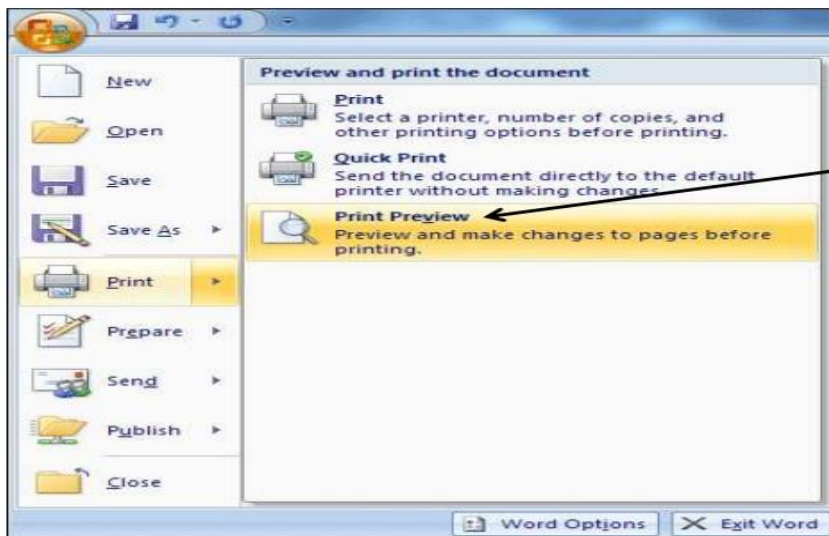 New
Open
Save
Save As
Print
Prepare
Send
Publish
Close
Preview and print the document
Print
Select a printer, number of copies, and
other printing options before printing.
Quick Print
Send the document directly to the default
printer without making changes.
Print Preview
Preview and make changes to pages before
printing.
Word Options
Exit Word